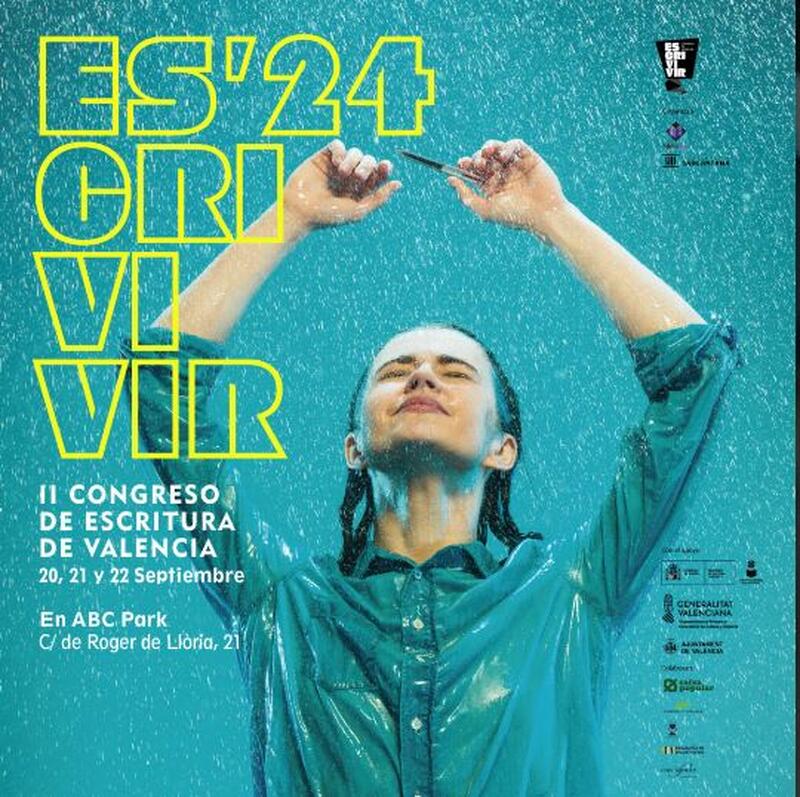 ES'24
CRI
VI
VIR
II CONGRESO
DE ESCRITURA
DE VALENCIA
20, 21 y 22 Septiembre
En ABC Park
C/ de Roger de Llòria, 21
ES
CRI
VI
VIR
GENERALITAT
VALENCIANA
AJUNTAMENT
DE VALÈNCIA
caixa
popular